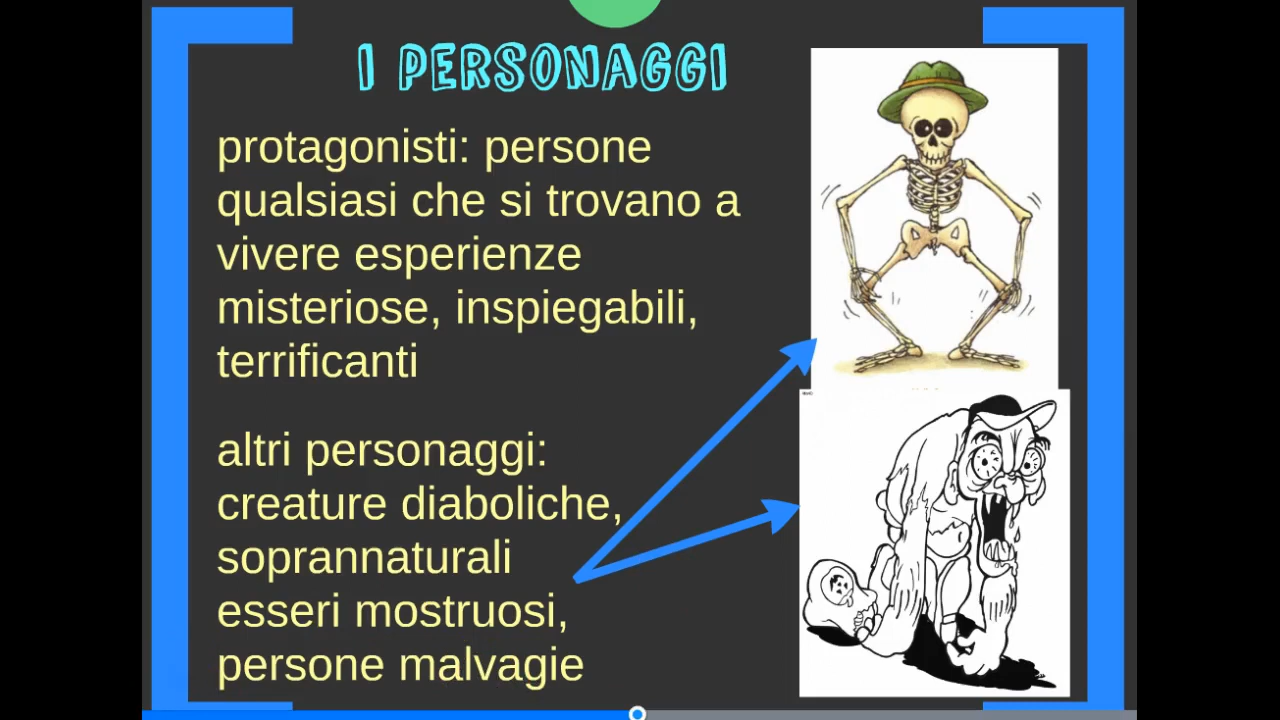 I PERSONAGGI
protagonisti: persone
qualsiasi che si trovano a
vivere esperienze
misteriose, inspiegabili,
terrificanti
altri personaggi:
creature diaboliche,
soprannaturali
esseri mostruosi,
persone malvagie